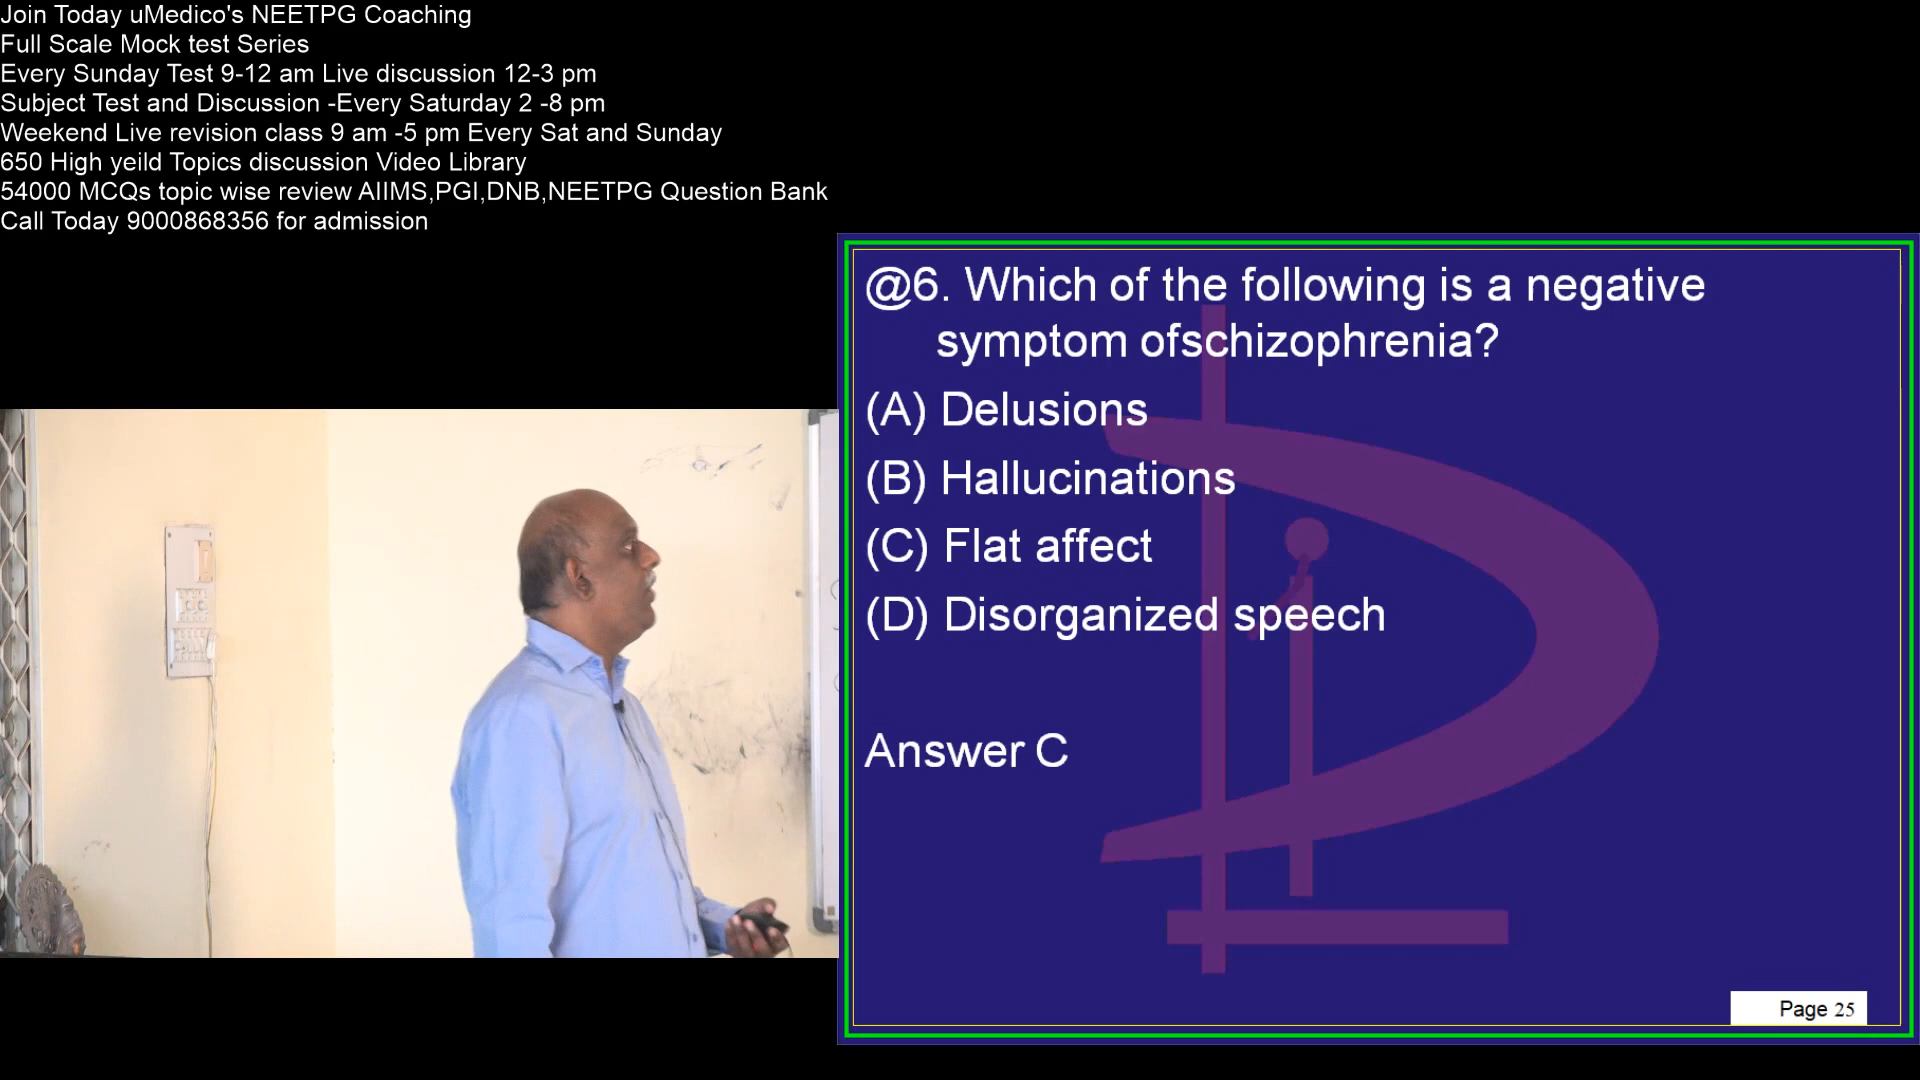 Join Today uMedico's NEETPG Coaching
Full Scale Mock test Series
Every Sunday Test 9-12 am Live discussion 12-3 pm
Subject Test and Discussion -Every Saturday 2 -8 pm
Weekend Live revision class 9 am -5 pm Every Sat and Sunday
650 High yeild Topics discussion Video Library
54000 MCQs topic wise review AIIMS,PGI,DNB,NEETPG Question Bank
Call Today 9000868356 for admission
@6. Which of the following is a negative
symptom ofschizophrenia?
(A) Delusions
(B) Hallucinations
(C) Flat affect
(D) Disorganized speech
Answer C
Page 25